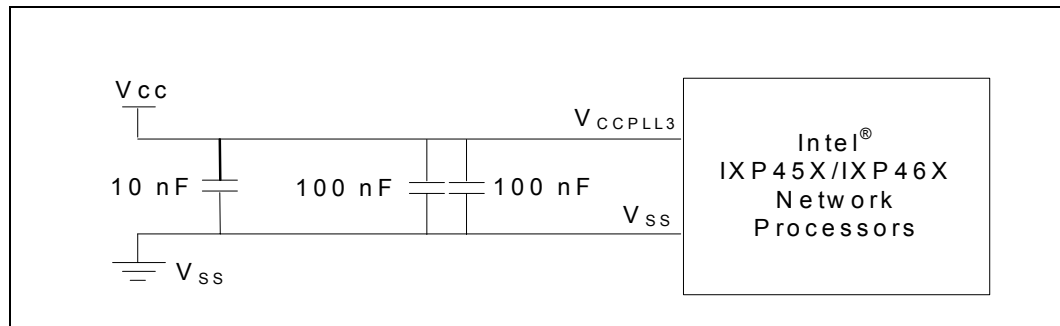 Vcc
VCCPLL3
10 nF
100 nF
100 nF
VSS
VSS
Intel®
IXP45X/IXP46X
Network
Processors